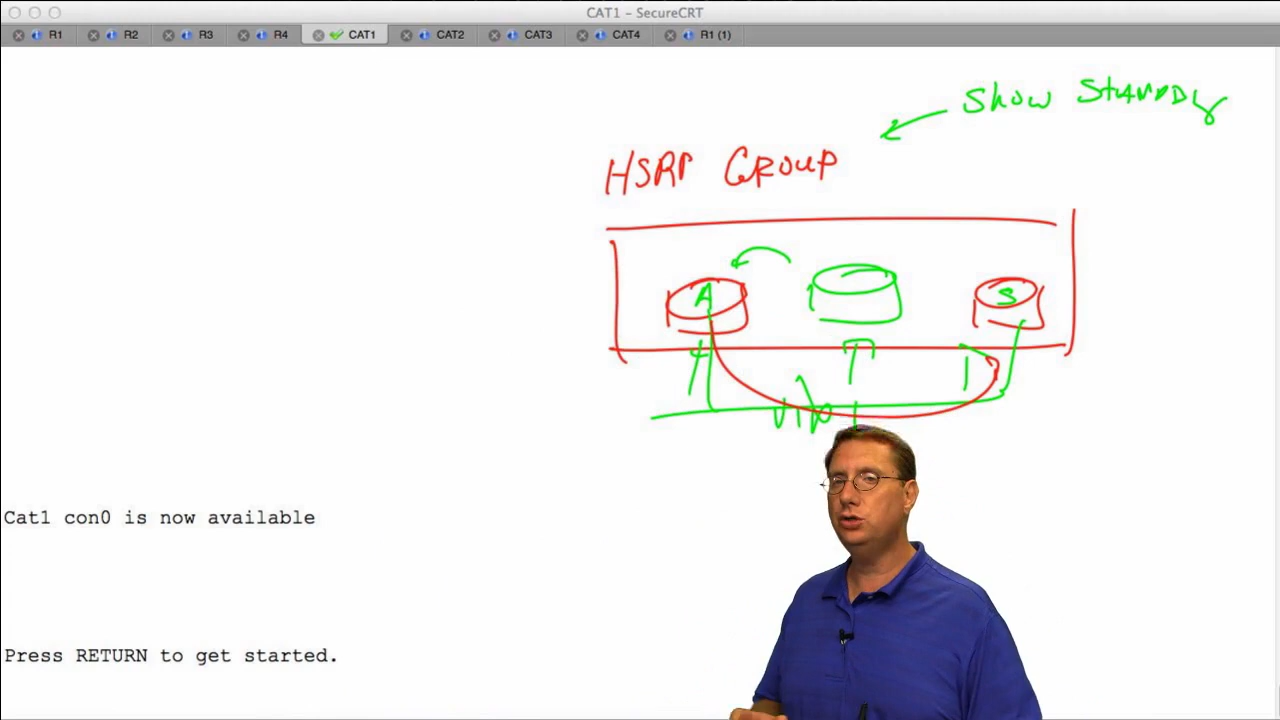 CAT1 – SecureCRT
R1 R2 R3 R4 CAT1 CAT2 CAT3 CAT4 R1 (1)
Show Standby
HSRP Group
A S
Cat1 con0 is now available
Press RETURN to get started.